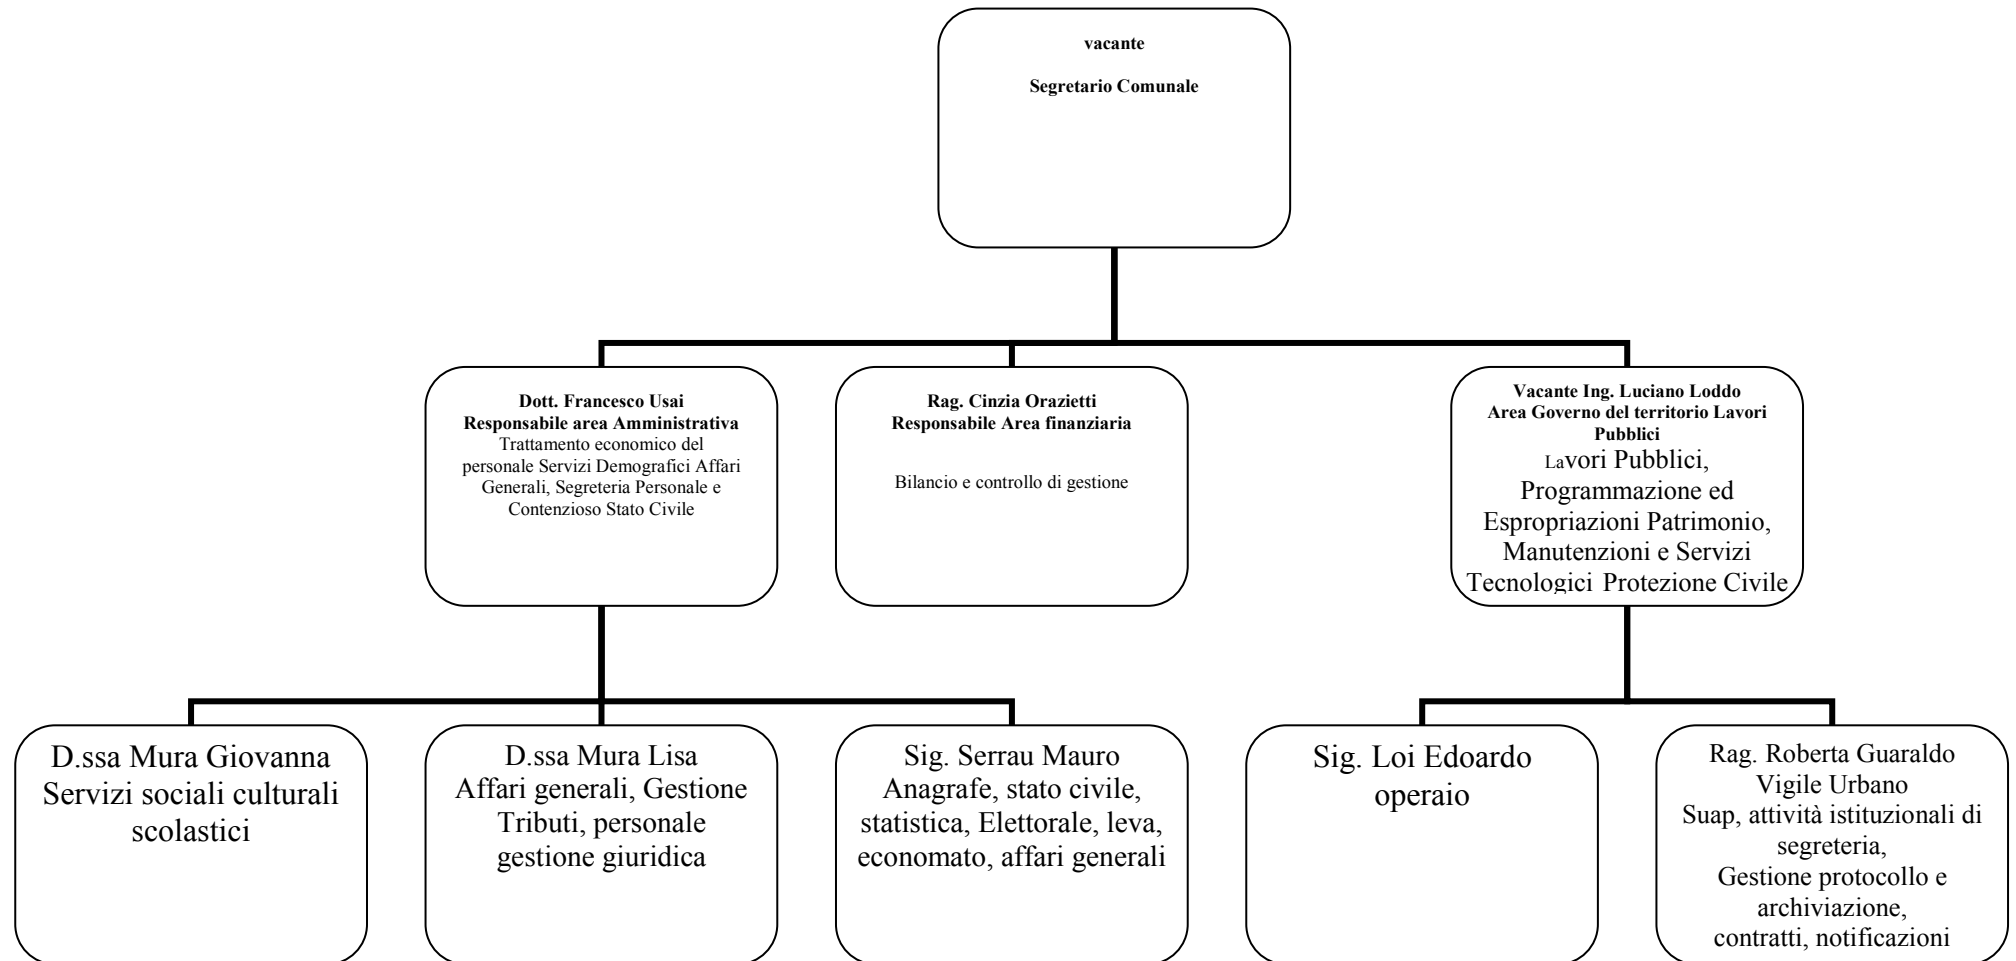 vacante
Segretario Comunale
Dott. Francesco Usai
Responsabile area Amministrativa
Trattamento economico del
personale Servizi Demografici Affari
Generali, Segreteria Personale e
Contenzioso Stato Civile
Rag. Cinzia Orazietti
Responsabile Area finanziaria
Bilancio e controllo di gestione
Vacante Ing. Luciano Loddo
Area Governo del territorio Lavori
Pubblici
Lavori Pubblici,
Programmazione ed
Espropriazioni Patrimonio,
Manutenzioni e Servizi
Tecnologici Protezione Civile
D.ssa Mura Giovanna
Servizi sociali culturali
scolastici
D.ssa Mura Lisa
Affari generali, Gestione
Tributi, personale
gestione giuridica
Sig. Serrau Mauro
Anagrafe, stato civile,
statistica, Elettorale, leva,
economato, affari generali
Sig. Loi Edoardo
operaio
Rag. Roberta Guaraldo
Vigile Urbano
Suap, attività istituzionali di
segreteria,
Gestione protocollo e
archiviazione,
contratti, notificazioni